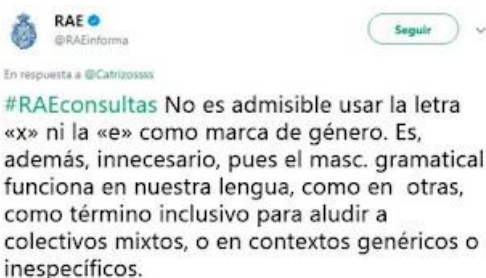 RAE
@RAEinforma
Seguir
En respuesta a @Catrizossss
#RAEconsultas No es admisible usar la letra
«x» ni la «e» como marca de género. Es,
además, innecesario, pues el masc. gramatical
funciona en nuestra lengua, como en otras,
como término inclusivo para aludir a
colectivos mixtos, o en contextos genéricos o
inespecíficos.